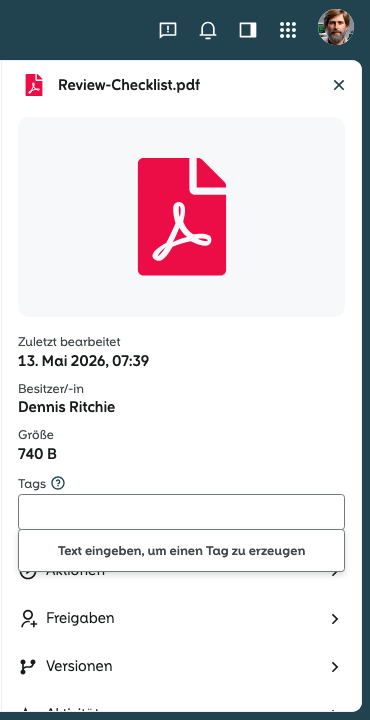 Review-Checklist.pdf
Zuletzt bearbeitet
13. Mai 2026, 07:39
Besitzer/-in
Dennis Ritchie
Größe
740 B
Tags
Text eingeben, um einen Tag zu erzeugen
Aktionen
Freigaben
Versionen